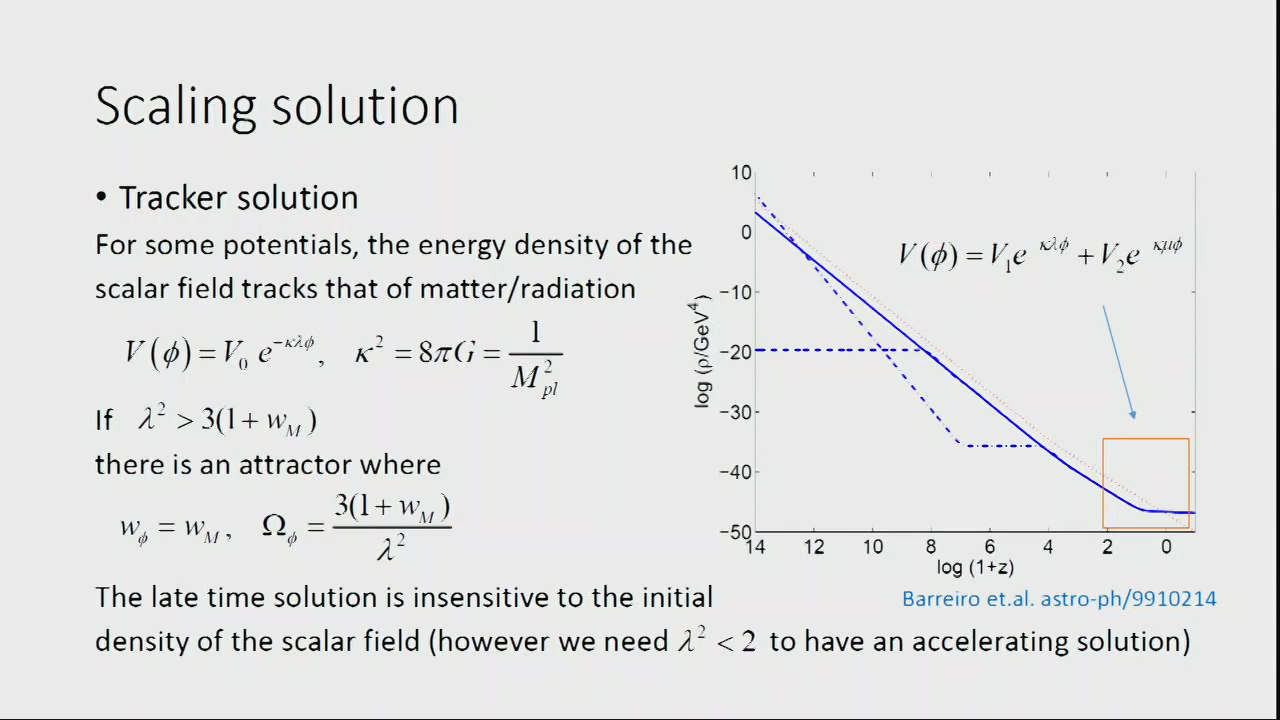 Scaling solution
• Tracker solution
For some potentials, the energy density of the
scalar field tracks that of matter/radiation
V(ϕ) = V₀ e^{−κλϕ}, κ² = 8πG = 1/M_{pl}²
If λ² > 3(1 + w_M)
there is an attractor where
w_ϕ = w_M, Ω_ϕ = 3(1 + w_M)/λ²
The late time solution is insensitive to the initial
density of the scalar field (however we need λ² < 2 to have an accelerating solution)
V(ϕ) = V₁e^{κλϕ} + V₂e^{κμϕ}
log (ρ/GeV⁴)
10
0
−10
−20
−30
−40
−50
14 12 10 8 6 4 2 0
log (1+z)
Barreiro et.al. astro-ph/9910214